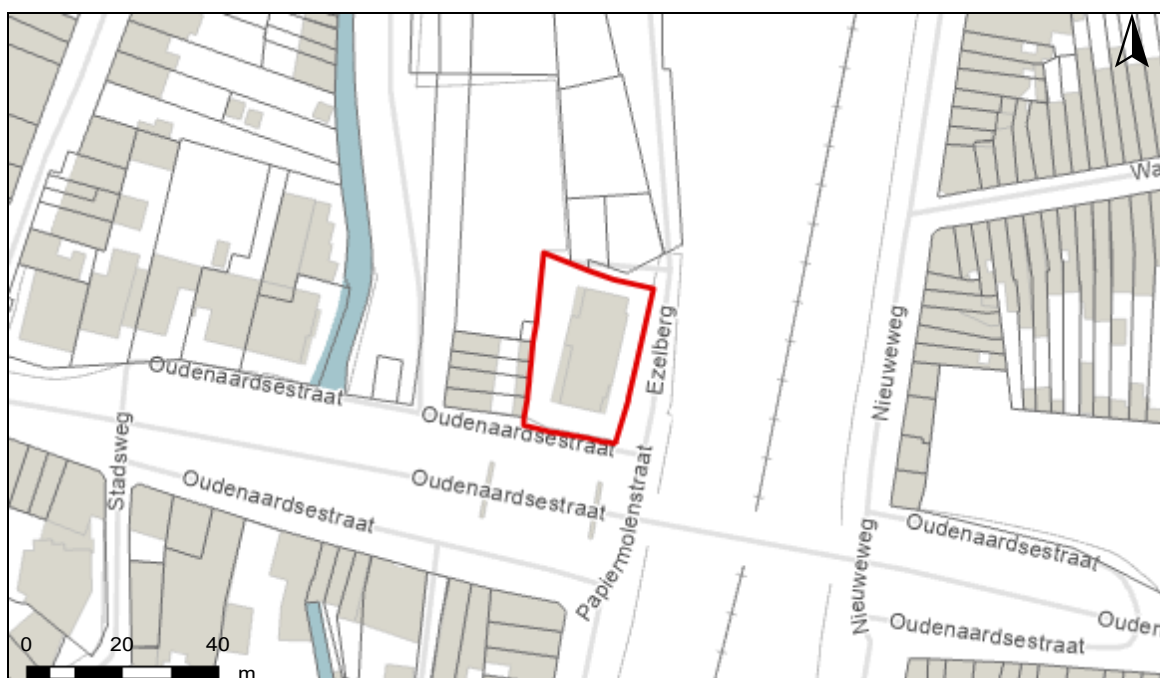 Wa
Ezelberg
Nieuweweg
Oudenaardsestraat
Oudenaardsestraat
Stadsweg
Oudenaardsestraat
Oudenaardsestraat
Papiermolenstraat
Nieuweweg
Oudenaardsestraat
Ouden
Oudenaardsestraat
0 20 40
m